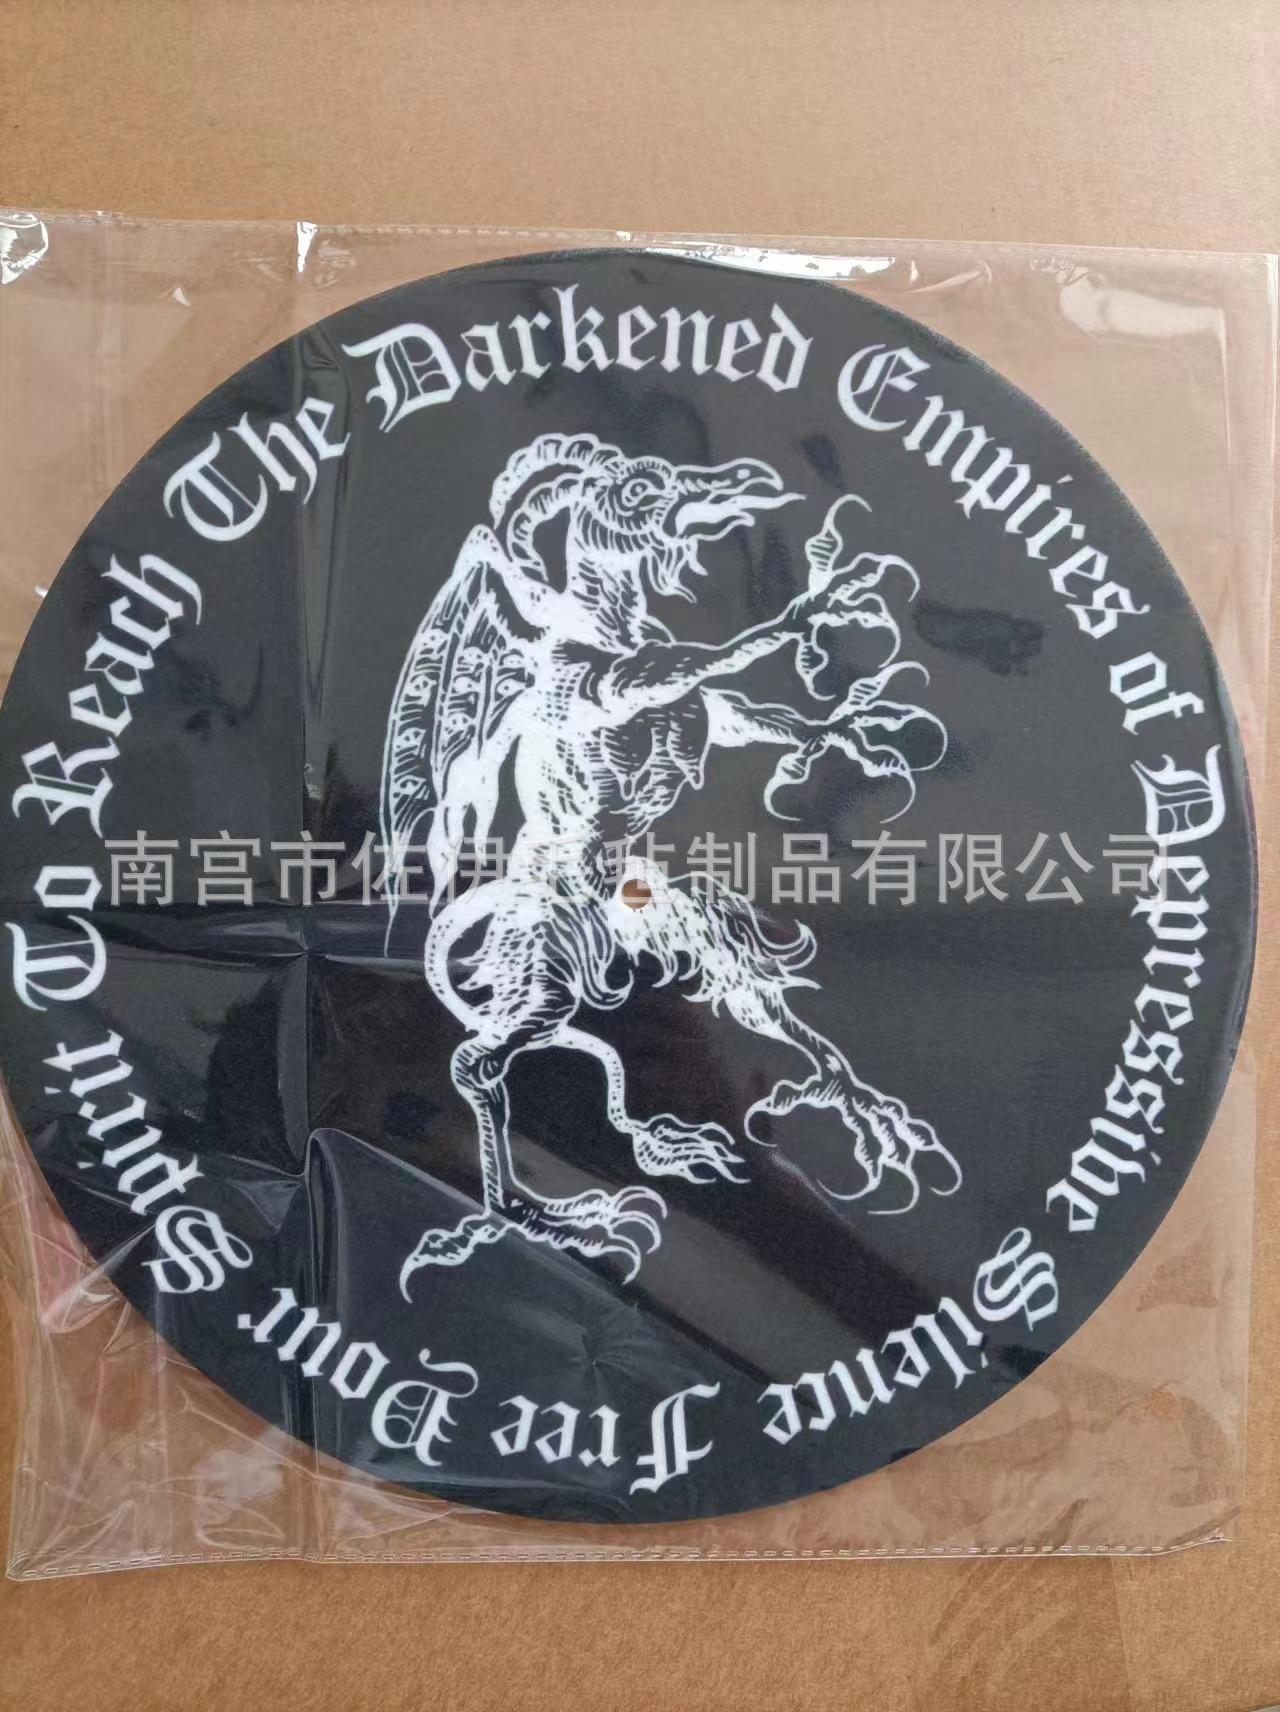 Free Your Spirit To Reach The Darkened Empires of Depressibe Silence
南宫市佐伊毛毡制品有限公司